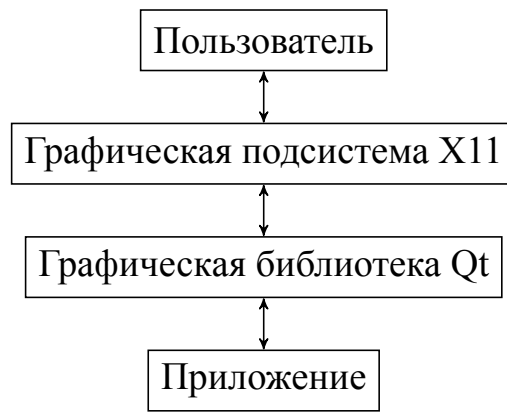 Пользователь
Графическая подсистема X11
Графическая библиотека Qt
Приложение